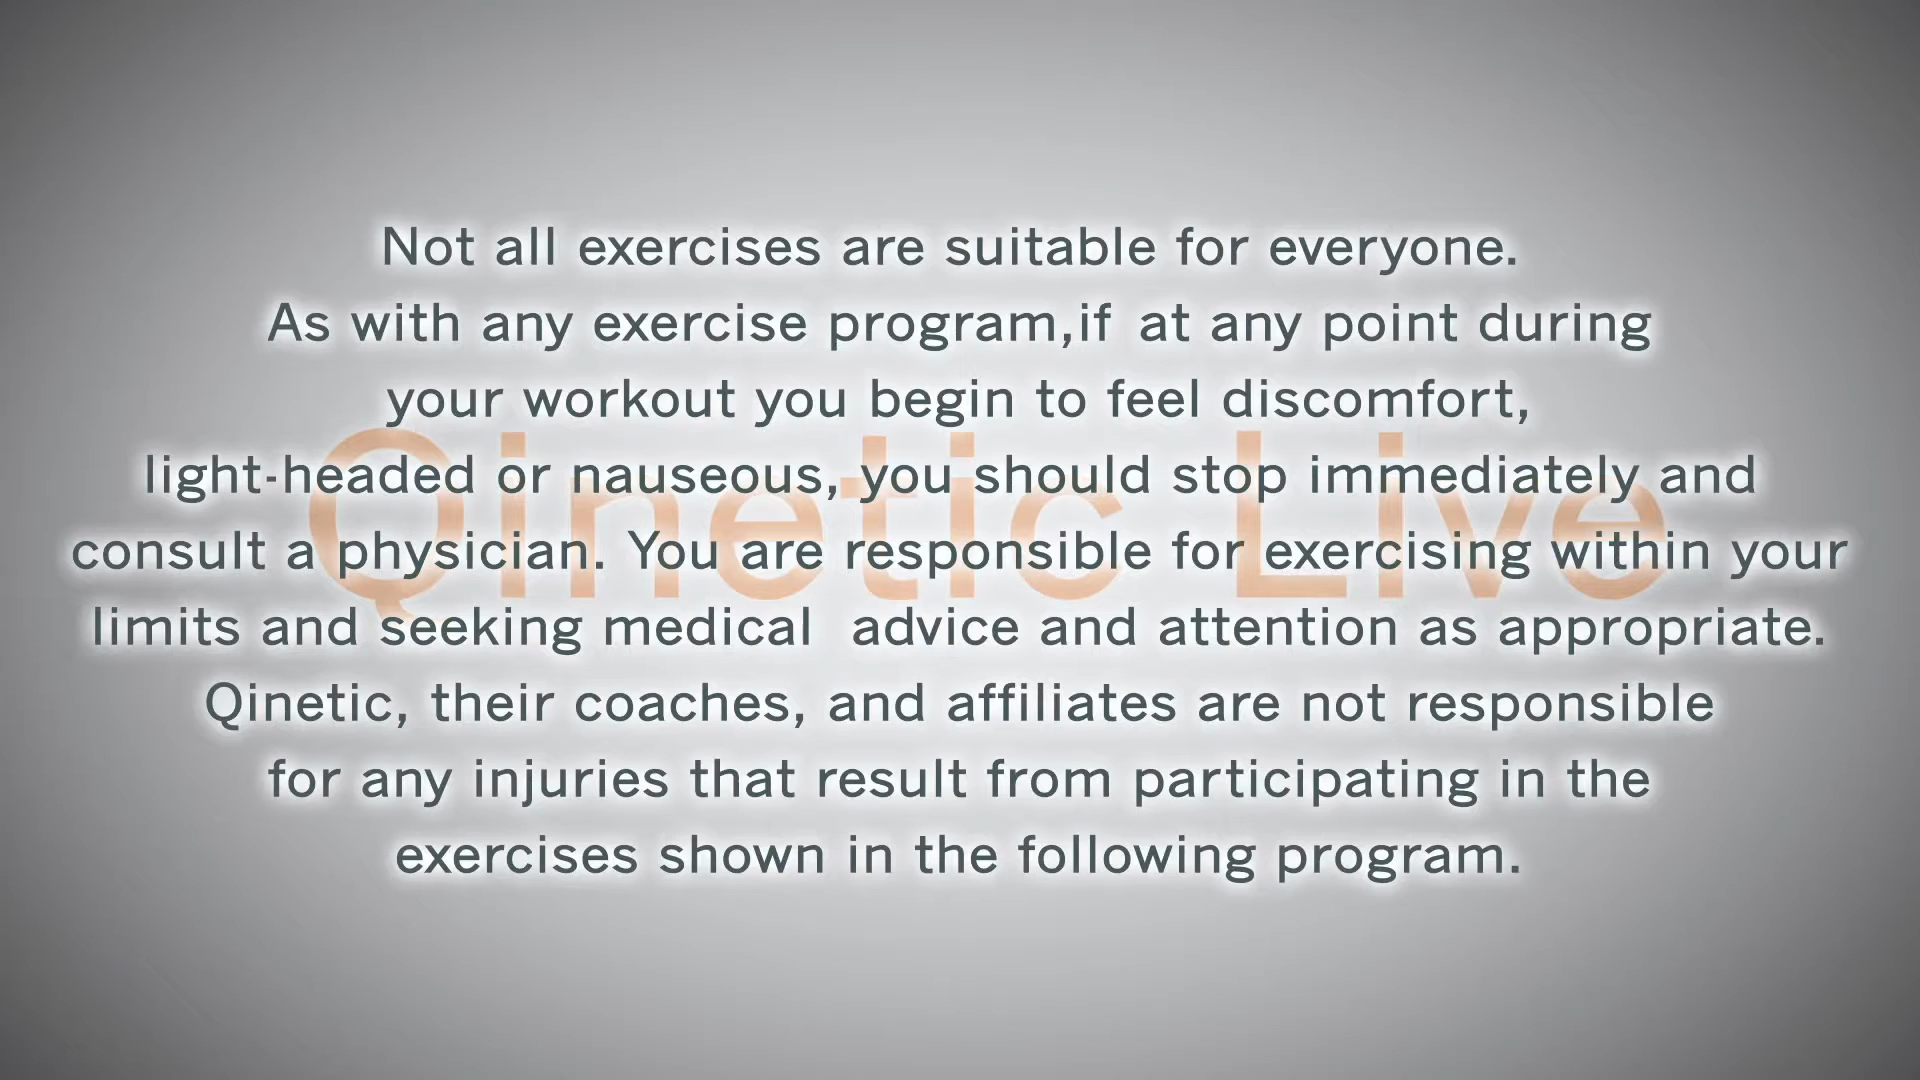 Not all exercises are suitable for everyone.
As with any exercise program,if at any point during
your workout you begin to feel discomfort,
light-headed or nauseous, you should stop immediately and
consult a physician. You are responsible for exercising within your
limits and seeking medical  advice and attention as appropriate.
Qinetic, their coaches, and affiliates are not responsible
for any injuries that result from participating in the
exercises shown in the following program.
Qinetic Live